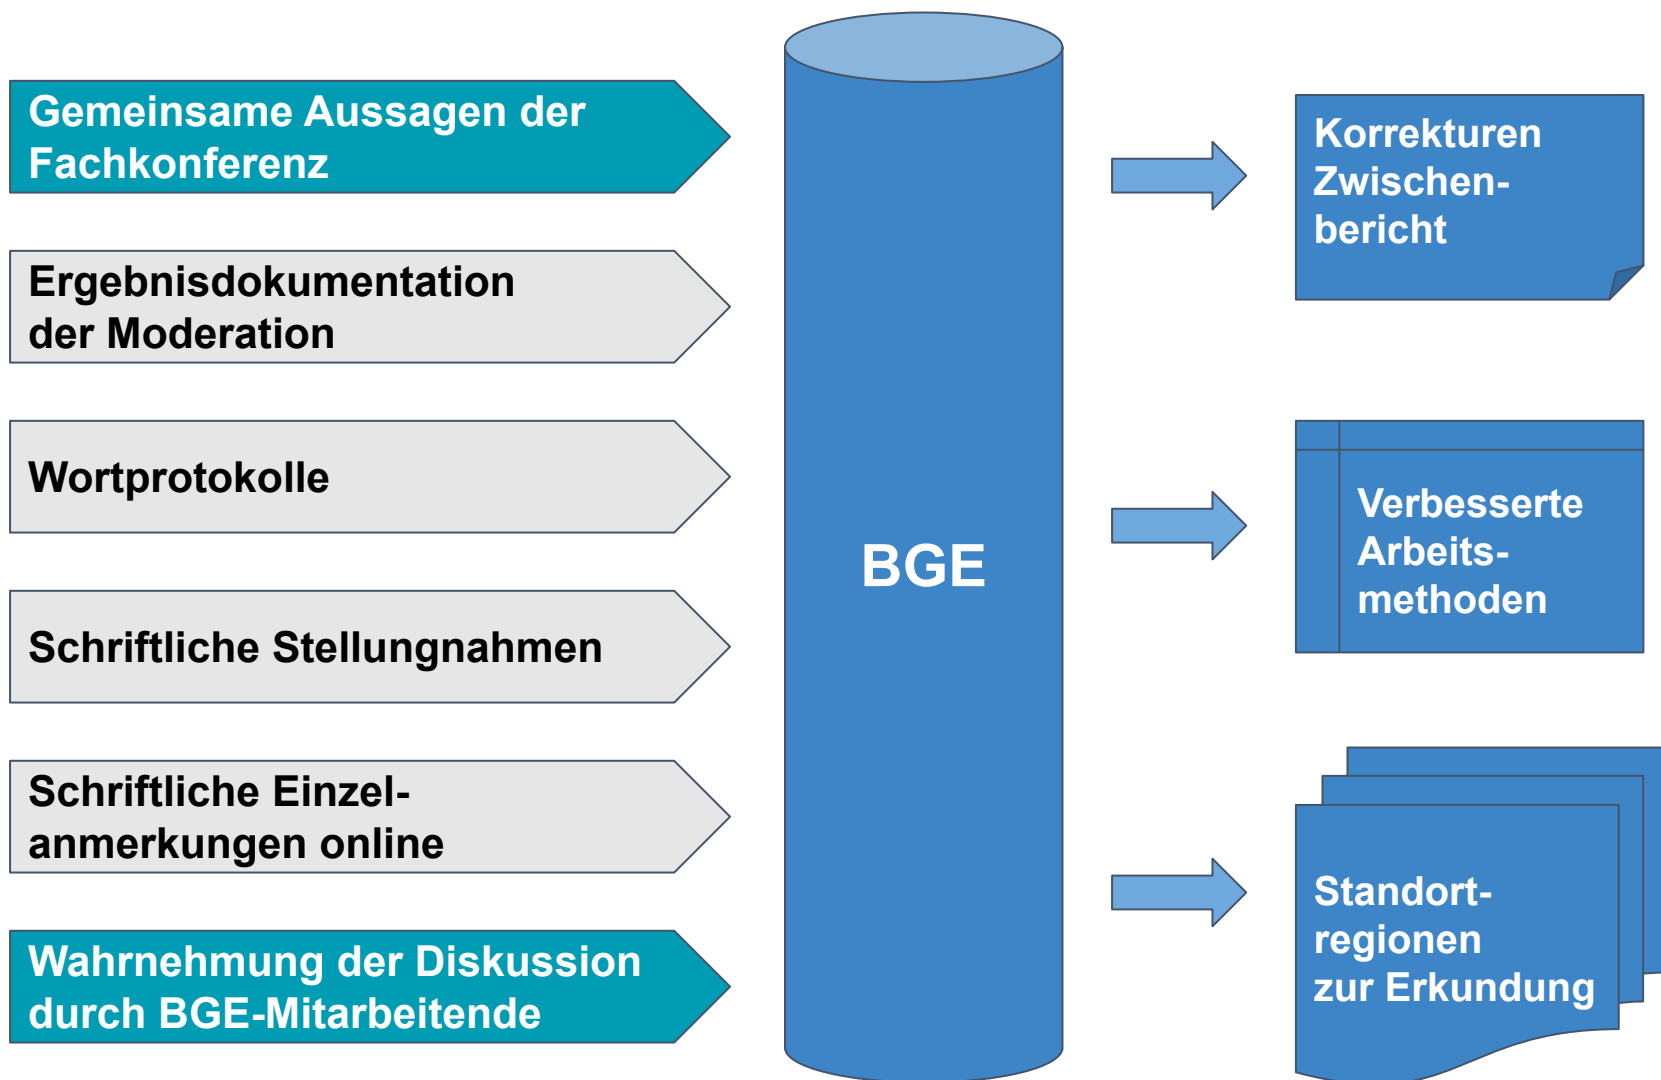 Gemeinsame Aussagen der
Fachkonferenz
Ergebnisdokumentation
der Moderation
Wortprotokolle
Schriftliche Stellungnahmen
Schriftliche Einzel-
anmerkungen online
Wahrnehmung der Diskussion
durch BGE-Mitarbeitende
BGE
Korrekturen
Zwischen-
bericht
Verbesserte
Arbeits-
methoden
Standort-
regionen
zur Erkundung